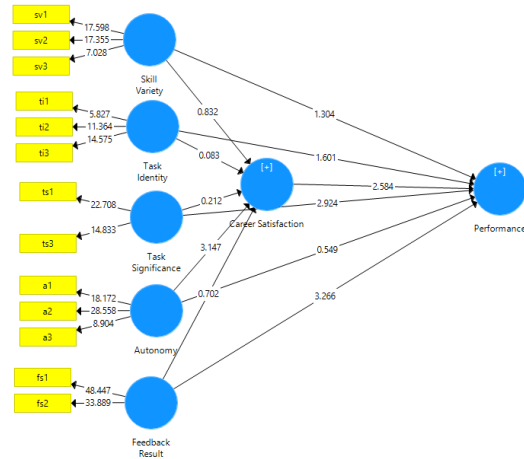 sv1
17.598
sv2
17.355
sv3
7.028
Skill
Variety
ti1
5.827
ti2
11.364
ti3
14.575
Task
Identity
ts1
22.708
ts3
14.833
Task
Significance
a1
18.172
a2
28.558
a3
8.904
Autonomy
fs1
48.447
fs2
33.889
Feedback
Result
0.832
0.083
0.212
3.147
0.702
[+]
Career Satisfaction
1.304
1.601
2.584
2.924
0.549
3.266
[+]
Performance